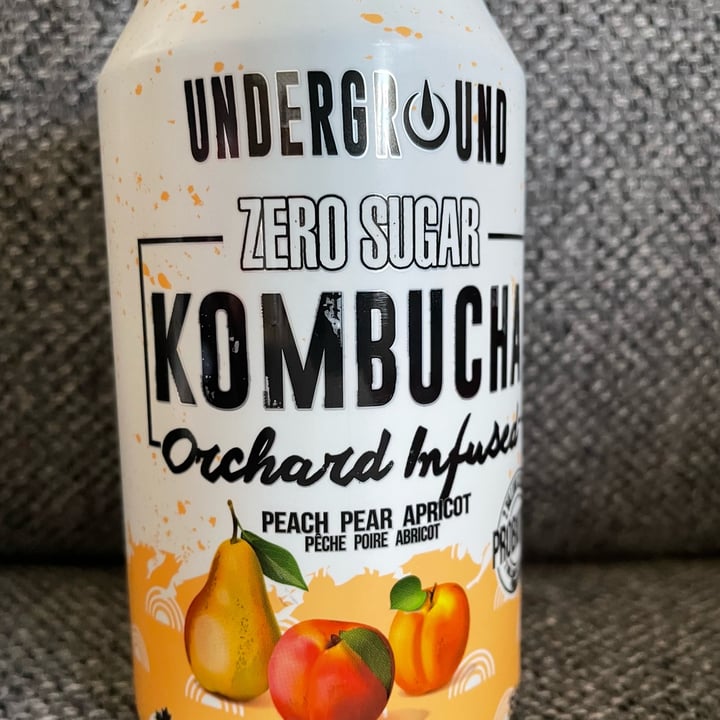 UNDERGROUND
ZERO SUGAR
KOMBUCHA
Orchard Infused
PEACH PEAR APRICOT
PÊCHE POIRE ABRICOT